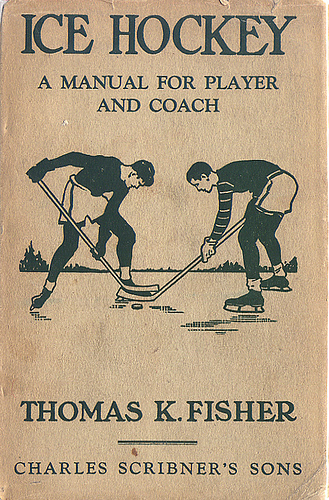 ICE HOCKEY
A MANUAL FOR PLAYER
AND COACH
THOMAS K. FISHER
CHARLES SCRIBNER'S SONS